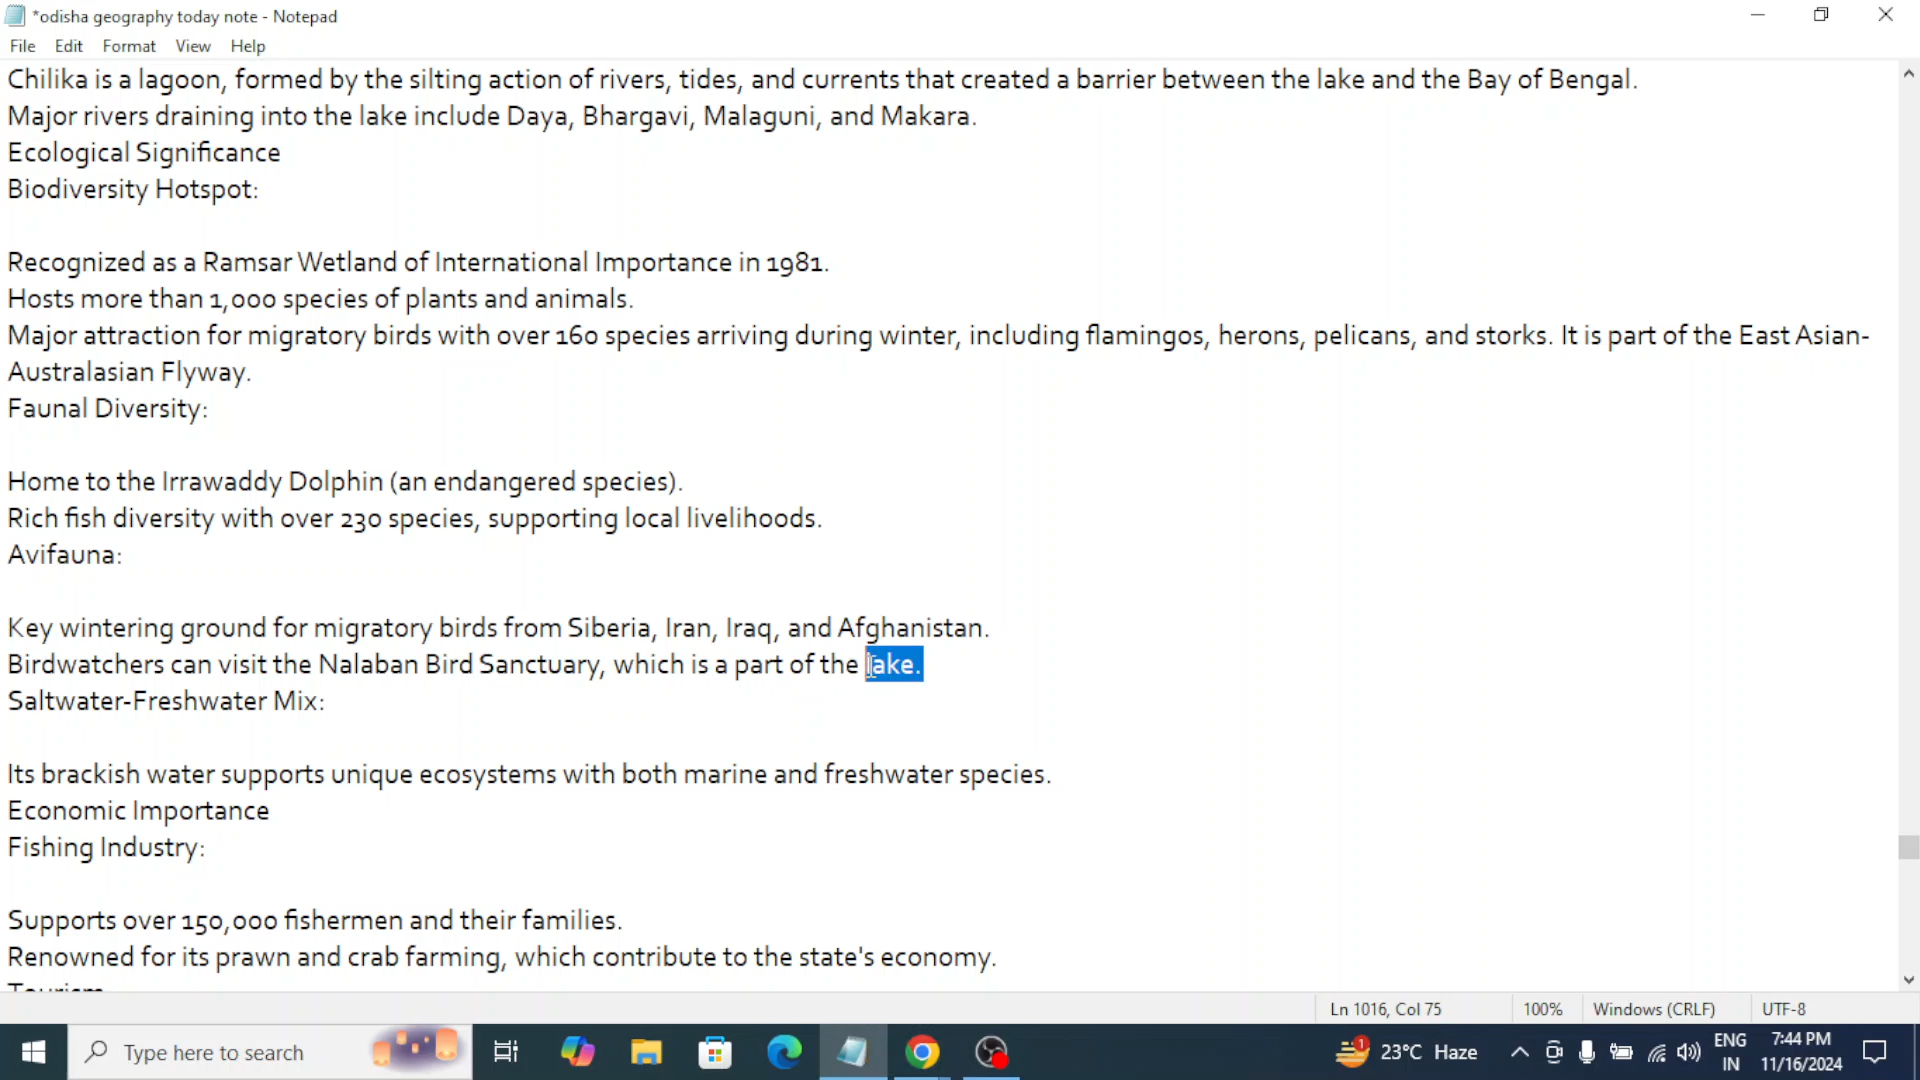 *odisha geography today note - Notepad
File Edit Format View Help
Chilika is a lagoon, formed by the silting action of rivers, tides, and currents that created a barrier between the lake and the Bay of Bengal.
Major rivers draining into the lake include Daya, Bhargavi, Malaguni, and Makara.
Ecological Significance
Biodiversity Hotspot:
Recognized as a Ramsar Wetland of International Importance in 1981.
Hosts more than 1,000 species of plants and animals.
Major attraction for migratory birds with over 160 species arriving during winter, including flamingos, herons, pelicans, and storks. It is part of the East Asian-
Australasian Flyway.
Faunal Diversity:
Home to the Irrawaddy Dolphin (an endangered species).
Rich fish diversity with over 230 species, supporting local livelihoods.
Avifauna:
Key wintering ground for migratory birds from Siberia, Iran, Iraq, and Afghanistan.
Birdwatchers can visit the Nalaban Bird Sanctuary, which is a part of the lake.
Saltwater-Freshwater Mix:
Its brackish water supports unique ecosystems with both marine and freshwater species.
Economic Importance
Fishing Industry:
Supports over 150,000 fishermen and their families.
Renowned for its prawn and crab farming, which contribute to the state's economy.
Tourism
Ln 1016, Col 75 100% Windows (CRLF) UTF-8
Type here to search 1 23°C Haze ENG IN 7:44 PM 11/16/2024